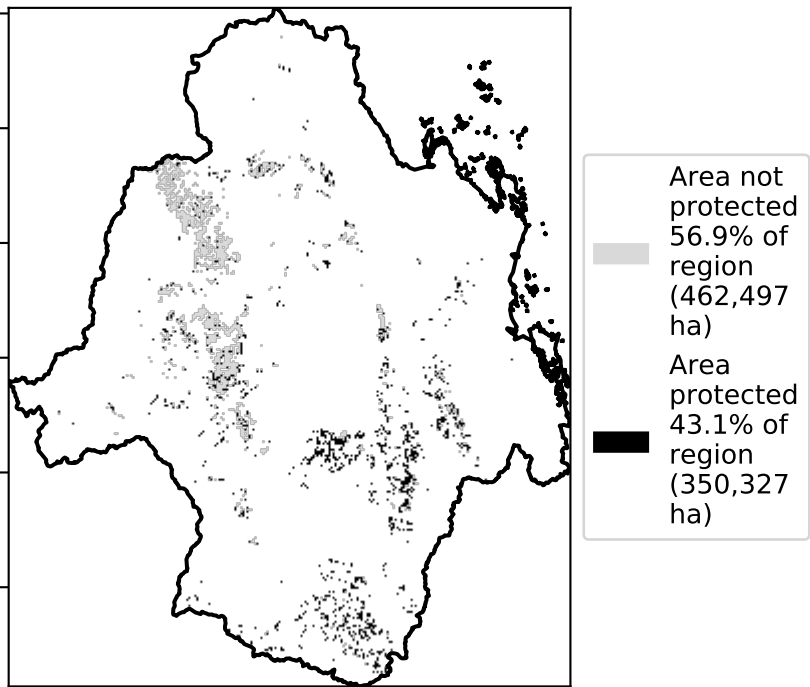 Area not
protected
56.9% of
region
(462,497
ha)
Area
protected
43.1% of
region
(350,327
ha)